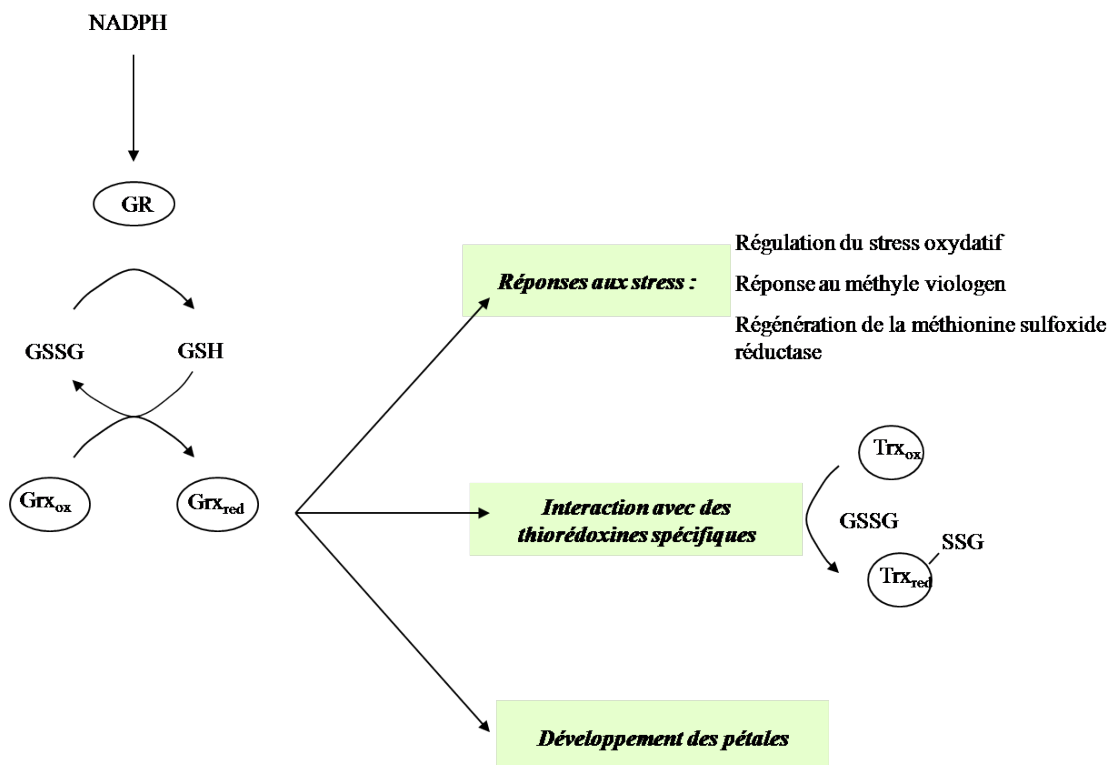 NADPH
GR
GSSG
GSH
Grxox
Grxred
Réponses aux stress :
Régulation du stress oxydatif
Réponse au méthyle viologen
Régénération de la méthionine sulfoxide
réductase
Interaction avec des
thiorédoxines spécifiques
Trxox
GSSG
SSG
Trxred
Développement des pétales